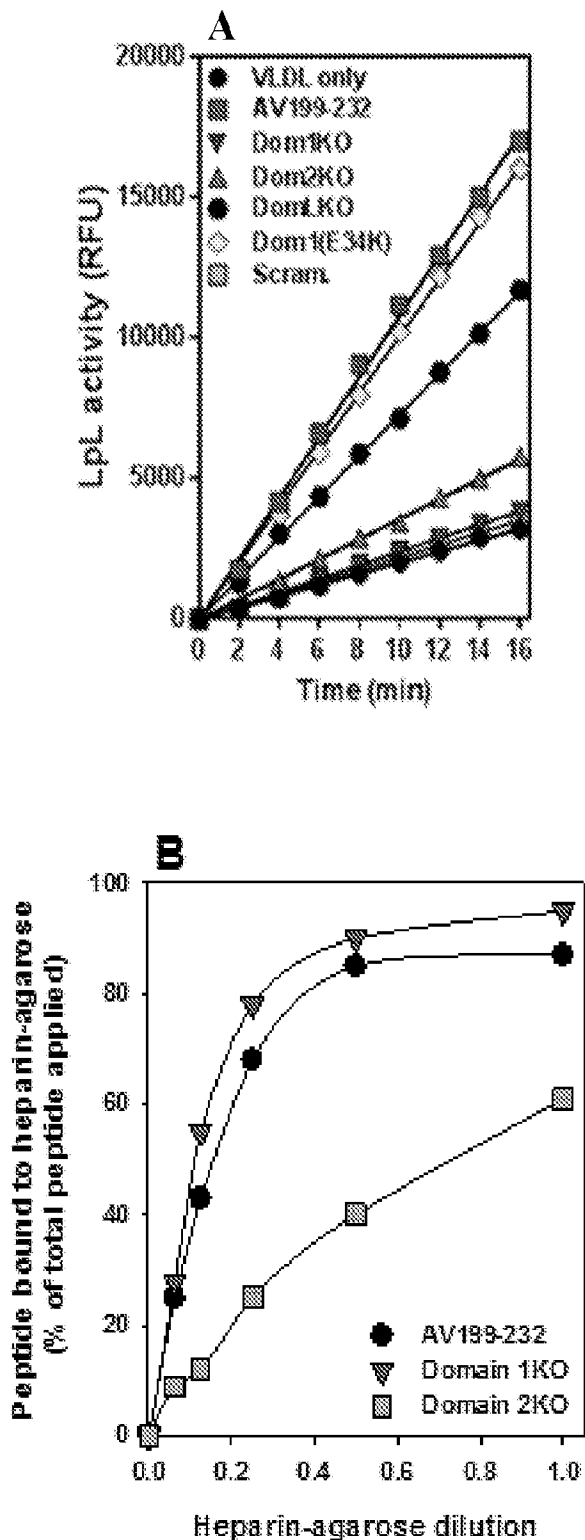 A
20000
15000
10000
5000
0
LpL activity (RFU)
VLDL only
AV199-232
Dom1KO
Dom2KO
DomLKO
Dom1(E34K)
Scram.
0 2 4 6 8 10 12 14 16
Time (min)
B
100
80
60
40
20
0
Peptide bound to heparin-agarose
(% of total peptide applied)
AV199-232
Domain 1KO
Domain 2KO
0.0 0.2 0.4 0.6 0.8 1.0
Heparin-agarose dilution